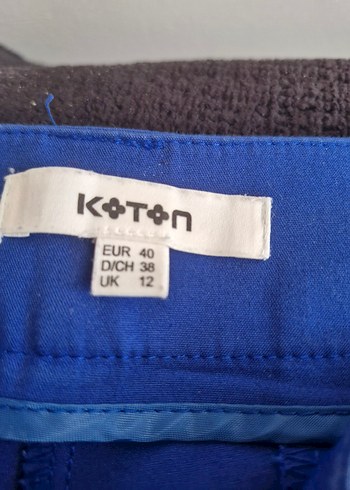 KOTON
EUR 40
D/CH 38
UK 12